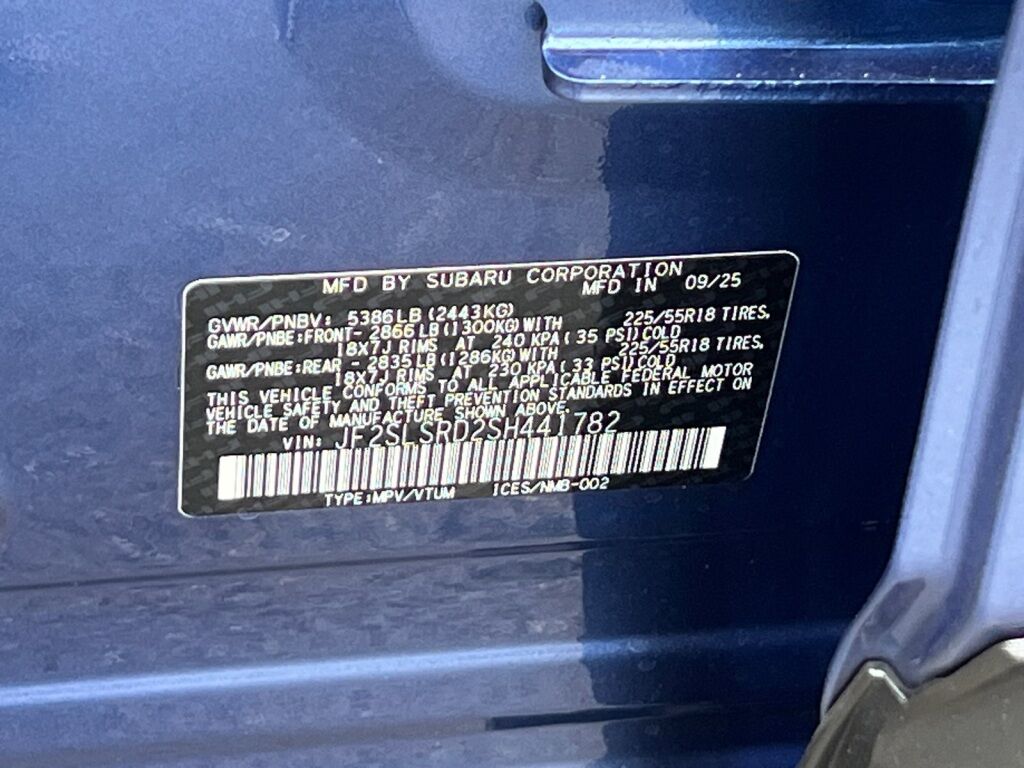 MFD BY SUBARU CORPORATION
MFD IN 09/25
GVWR/PNBV: 5386LB(2443KG)
GAWR/PNBE:FRONT- 2866LB(1300KG)WITH 225/55R18 TIRES,
18X7J RIMS AT 240 KPA( 35 PSI)COLD
GAWR/PNBE:REAR - 2835LB(1286KG)WITH 225/55R18 TIRES,
18X7J RIMS AT 230 KPA( 33 PSI)COLD
THIS VEHICLE CONFORMS TO ALL APPLICABLE FEDERAL MOTOR
VEHICLE SAFETY AND THEFT PREVENTION STANDARDS IN EFFECT ON
THE DATE OF MANUFACTURE SHOWN ABOVE.
VIN: JF2SLSRD2SH441782
TYPE:MPV/VTUM ICES/NMB-002